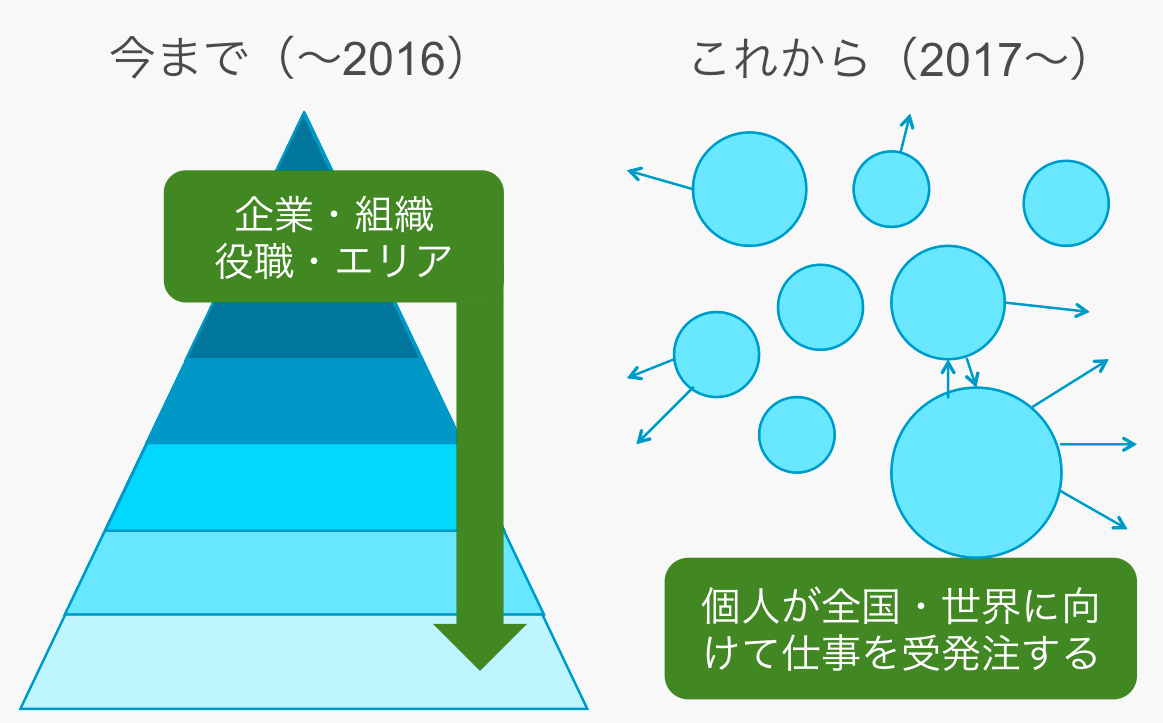 今まで（〜2016）
これから（2017〜）
企業・組織
役職・エリア
個人が全国・世界に向
けて仕事を受発注する